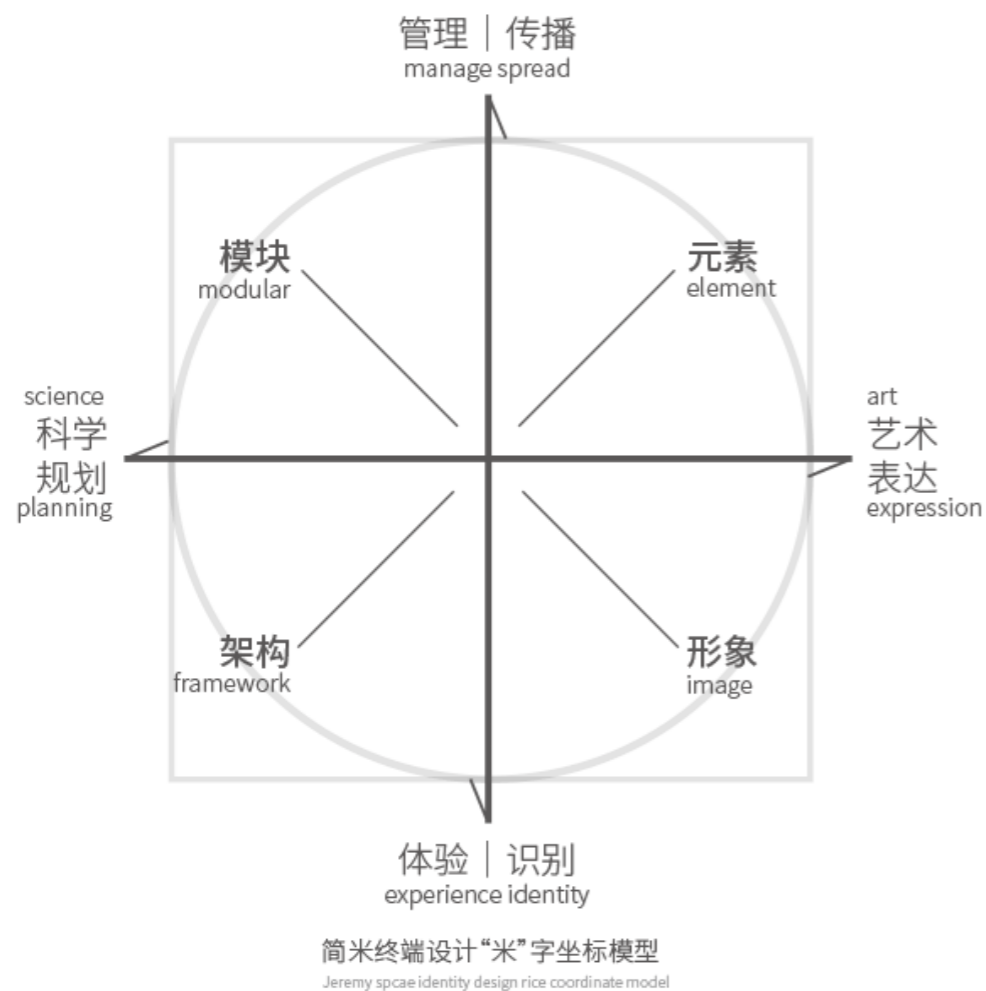 管理｜传播
manage spread
模块
modular
元素
element
science
科学
规划
planning
art
艺术
表达
expression
架构
framework
形象
image
体验｜识别
experience identity
简米终端设计“米”字坐标模型
Jeremy spcae identity design rice coordinate model